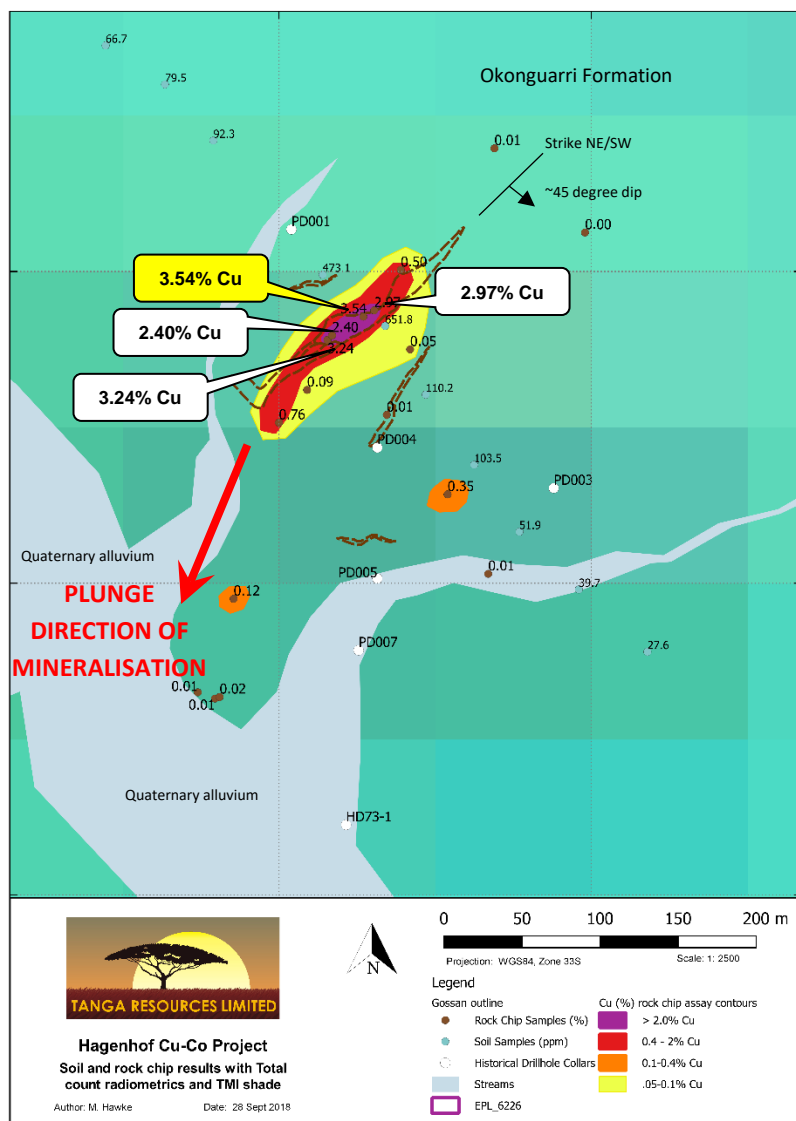 66.7
79.5
92.3
Okonguarri Formation
0.01
Strike NE/SW
~45 degree dip
0.00
PD001
473.1
0.50
3.54% Cu
2.97% Cu
3.54
2.97
2.40% Cu
2.40
651.8
3.24
0.05
3.24% Cu
0.09
110.2
0.76
0.01
PD004
103.5
0.35
PD003
51.9
Quaternary alluvium
0.01
PD005
39.7
PLUNGE
DIRECTION OF
MINERALISATION
0.12
PD007
27.6
0.01
0.02
0.01
Quaternary alluvium
HD73-1
TANGA RESOURCES LIMITED
Hagenhof Cu-Co Project
Soil and rock chip results with Total
count radiometrics and TMI shade
Author: M. Hawke Date: 28 Sept 2018
N
0 50 100 150 200 m
Projection: WGS84, Zone 33S Scale: 1: 2500
Legend
Gossan outline
Rock Chip Samples (%)
Soil Samples (ppm)
Historical Drillhole Collars
Streams
EPL_6226
Cu (%) rock chip assay contours
> 2.0% Cu
0.4 - 2% Cu
0.1-0.4% Cu
.05-0.1% Cu